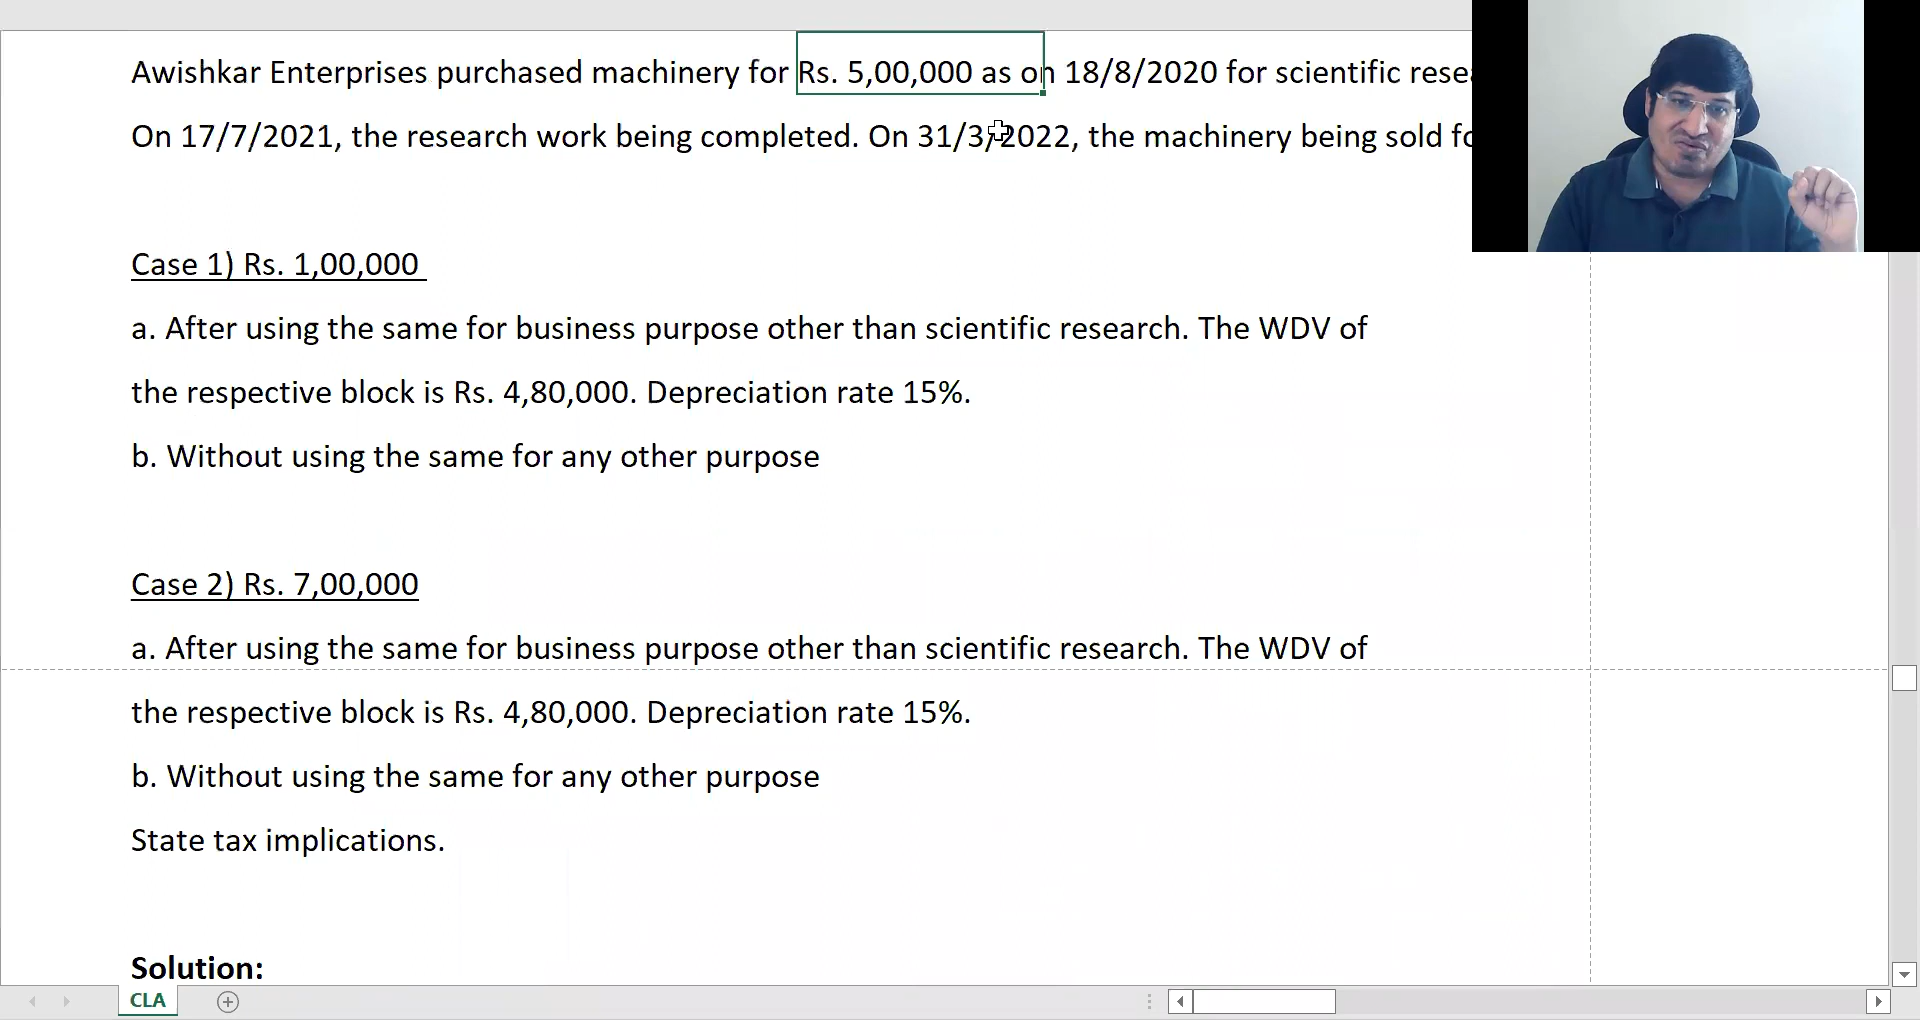 Awishkar Enterprises purchased machinery for Rs. 5,00,000 as on 18/8/2020 for scientific
On 17/7/2021, the research work being completed. On 31/3/2022, the machinery being sold
Case 1) Rs. 1,00,000
a. After using the same for business purpose other than scientific research. The WDV of
the respective block is Rs. 4,80,000. Depreciation rate 15%.
b. Without using the same for any other purpose
Case 2) Rs. 7,00,000
a. After using the same for business purpose other than scientific research. The WDV of
the respective block is Rs. 4,80,000. Depreciation rate 15%.
b. Without using the same for any other purpose
State tax implications.
Solution:
CLA